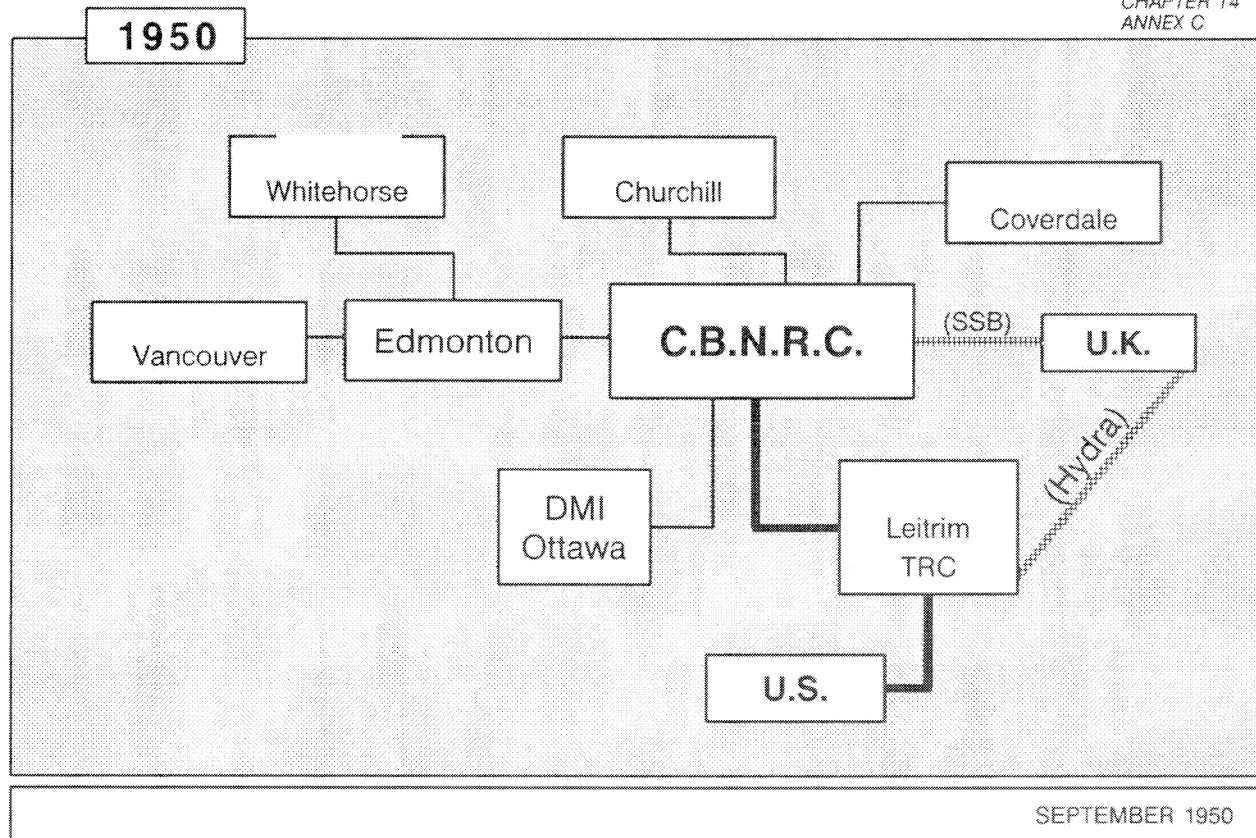 CHAPTER 14
ANNEX C
1950
Whitehorse
Churchill
Coverdale
Vancouver
Edmonton
C.B.N.R.C.
(SSB)
U.K.
(Hydra)
DMI
Ottawa
Leitrim
TRC
U.S.
SEPTEMBER 1950